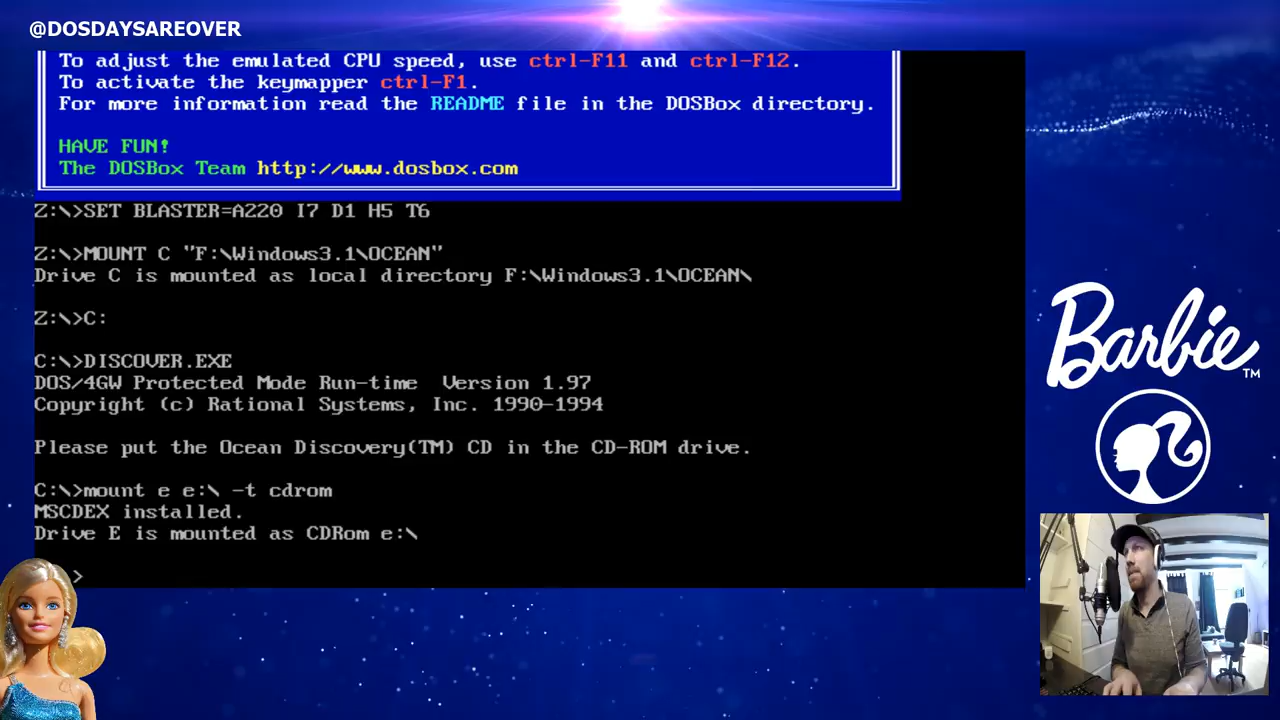 @DOSDAYSAREOVER
To adjust the emulated CPU speed, use ctrl-F11 and ctrl-F12.
To activate the keymapper ctrl-F1.
For more information read the README file in the DOSBox directory.
HAVE FUN!
The DOSBox Team http://www.dosbox.com
Z:\>SET BLASTER=A220 I7 D1 H5 T6
Z:\>MOUNT C "F:\Windows3.1\OCEAN"
Drive C is mounted as local directory F:\Windows3.1\OCEAN\
Z:\>C:
C:\>DISCOVER.EXE
DOS/4GW Protected Mode Run-time Version 1.97
Copyright (c) Rational Systems, Inc. 1990-1994
Please put the Ocean Discovery(TM) CD in the CD-ROM drive.
C:\>mount e e:\ -t cdrom
MSCDEX installed.
Drive E is mounted as CDRom e:\
>
Barbie™